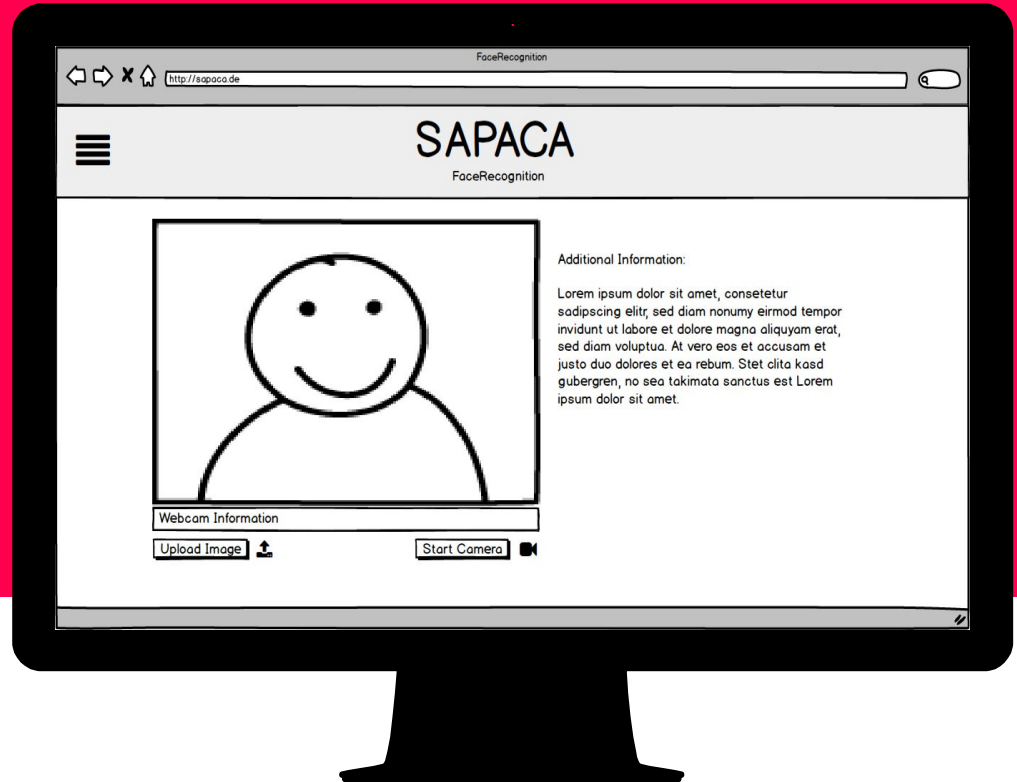 FaceRecognition
http://sapaca.de
SAPACA
FaceRecognition
Additional Information:
Lorem ipsum dolor sit amet, consetetur
sadipscing elitr, sed diam nonumy eirmod tempor
invidunt ut labore et dolore magna aliquyam erat,
sed diam voluptua. At vero eos et accusam et
justo duo dolores et ea rebum. Stet clita kasd
gubergren, no sea takimata sanctus est Lorem
ipsum dolor sit amet.
Webcam Information
Upload Image
Start Camera